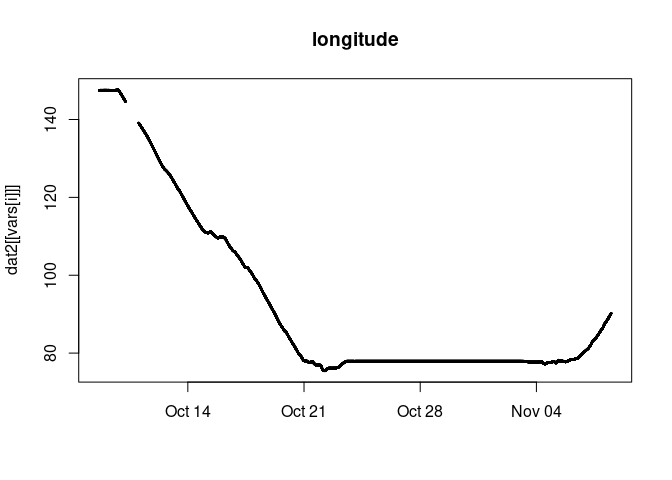 longitude
dat2[[vars[i]]]
140
120
100
80
Oct 14
Oct 21
Oct 28
Nov 04